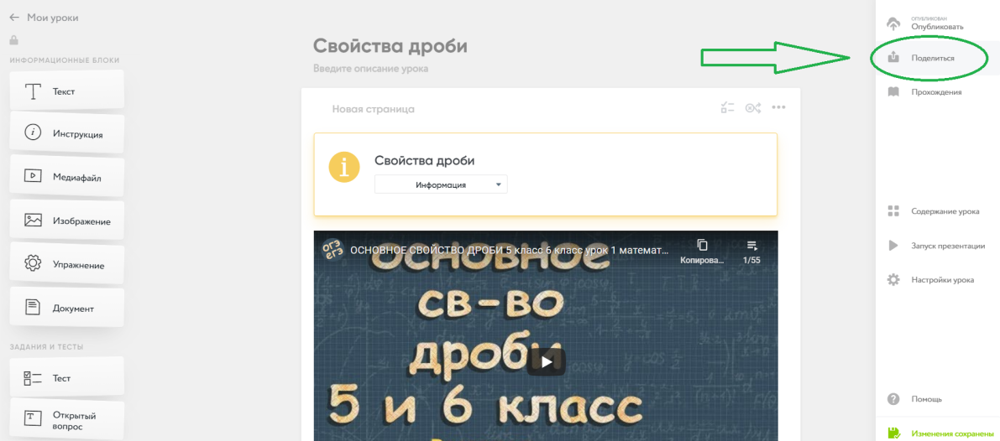 ← Мои уроки
ИНФОРМАЦИОННЫЕ БЛОКИ
Текст
Инструкция
Медиафайл
Изображение
Упражнение
Документ
ЗАДАНИЯ И ТЕСТЫ
Тест
Открытый
вопрос
Свойства дроби
Введите описание урока
Новая страница
Свойства дроби
Информация
ОГЭ
ЕГЭ
ОСНОВНОЕ СВОЙСТВО ДРОБИ 5 класс 6 класс урок 1 математ...
Копирова...
1/55
ОСНОВНОЕ
СВ-ВО
дроби
5 и 6 класс
ОПУБЛИКОВАН
Опубликовать
Поделиться
Прохождения
Содержание урока
Запуск презентации
Настройки урока
Помощь
Изменения сохранены